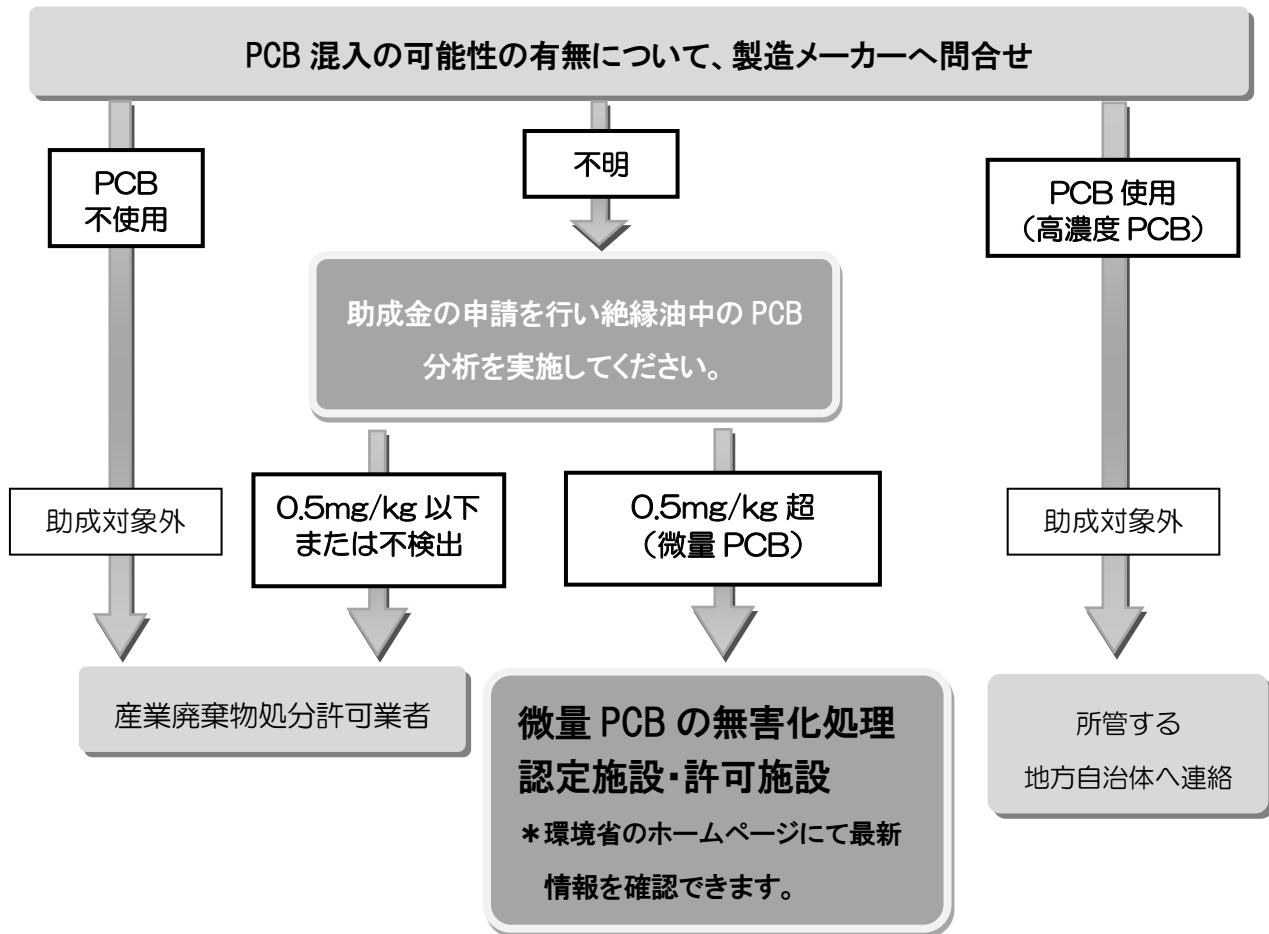 PCB 混入の可能性の有無について、製造メーカーへ問合せ
PCB
不使用
不明
PCB 使用
（高濃度 PCB）
助成金の申請を行い絶縁油中の PCB
分析を実施してください。
助成対象外
0.5mg/kg 以下
または不検出
0.5mg/kg 超
（微量 PCB）
助成対象外
産業廃棄物処分許可業者
微量 PCB の無害化処理
認定施設・許可施設
＊環境省のホームページにて最新
情報を確認できます。
所管する
地方自治体へ連絡